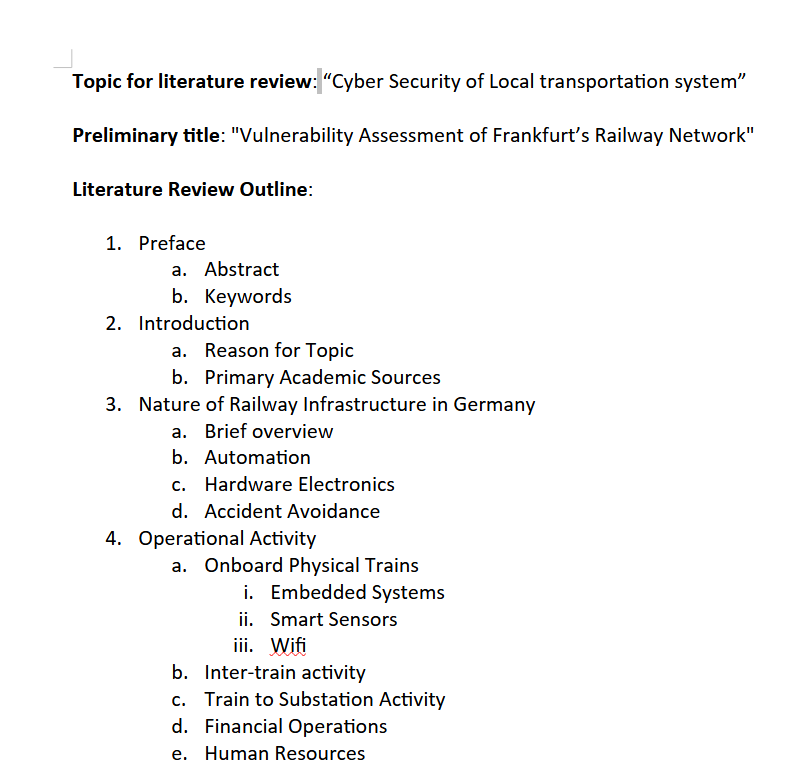 Topic for literature review: “Cyber Security of Local transportation system”
Preliminary title: "Vulnerability Assessment of Frankfurt’s Railway Network"
Literature Review Outline:
1. Preface
a. Abstract
b. Keywords
2. Introduction
a. Reason for Topic
b. Primary Academic Sources
3. Nature of Railway Infrastructure in Germany
a. Brief overview
b. Automation
c. Hardware Electronics
d. Accident Avoidance
4. Operational Activity
a. Onboard Physical Trains
i. Embedded Systems
ii. Smart Sensors
iii. Wifi
b. Inter-train activity
c. Train to Substation Activity
d. Financial Operations
e. Human Resources